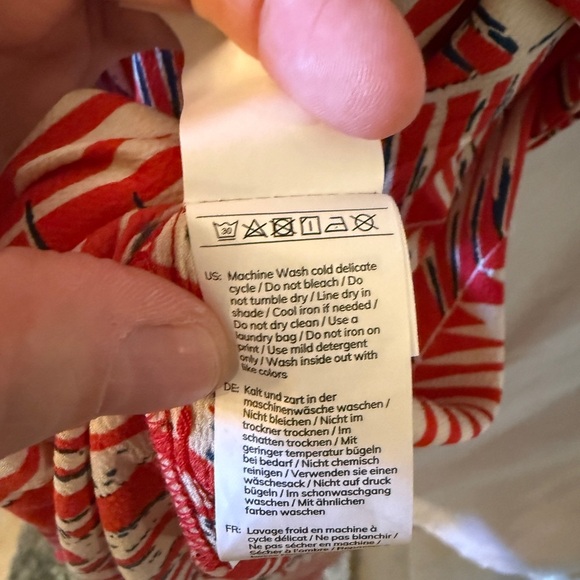 30
US: Machine Wash cold delicate
cycle / Do not bleach / Do
not tumble dry / Line dry in
shade / Cool iron if needed /
Do not dry clean / Use a
laundry bag / Do not iron on
print / Use mild detergent
only / Wash inside out with
like colors
DE: Kalt und zart in der
maschinenwäsche waschen /
Nicht bleichen / Nicht im
trockner trocknen / Im
schatten trocknen / Mit
geringer temperatur bügeln
bei bedarf / Nicht chemisch
reinigen / Verwenden sie einen
wäschesack / Nicht auf druck
bügeln / Im schonwaschgang
waschen / Mit ähnlichen
farben waschen
FR: Lavage froid en machine à
cycle délicat / Ne pas blanchir /
Ne pas sécher en machine /
Sécher à l'ombre /